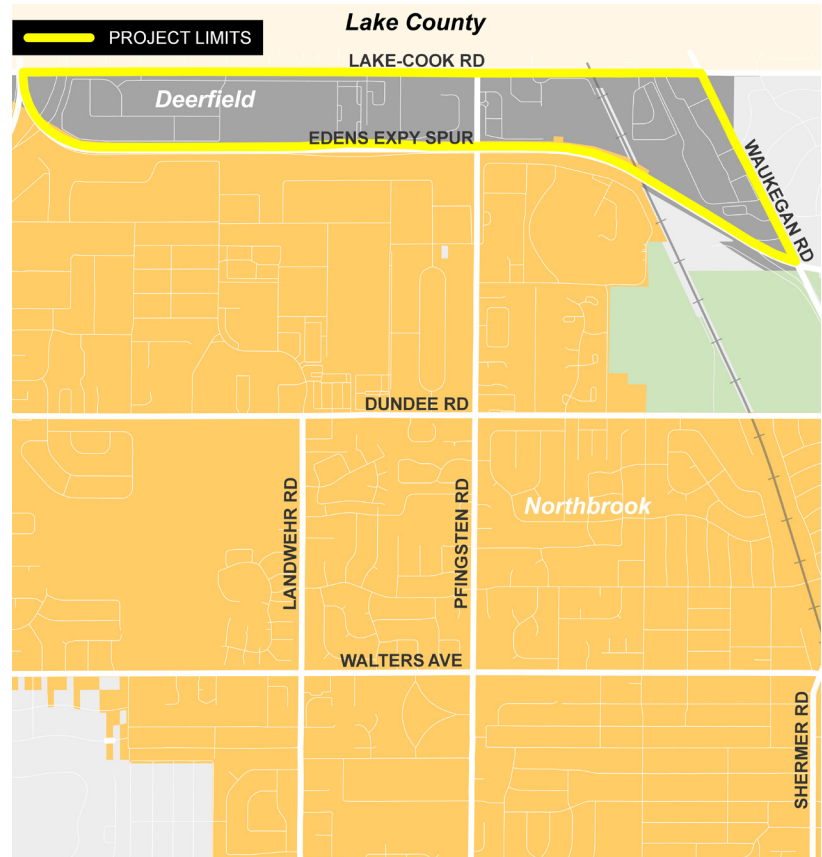 Lake County
PROJECT LIMITS
LAKE-COOK RD
Deerfield
EDENS EXPY SPUR
WAUKEGAN RD
DUNDEE RD
LANDWEHR RD
PFINGSTEN RD
Northbrook
WALTERS AVE
SHERMER RD